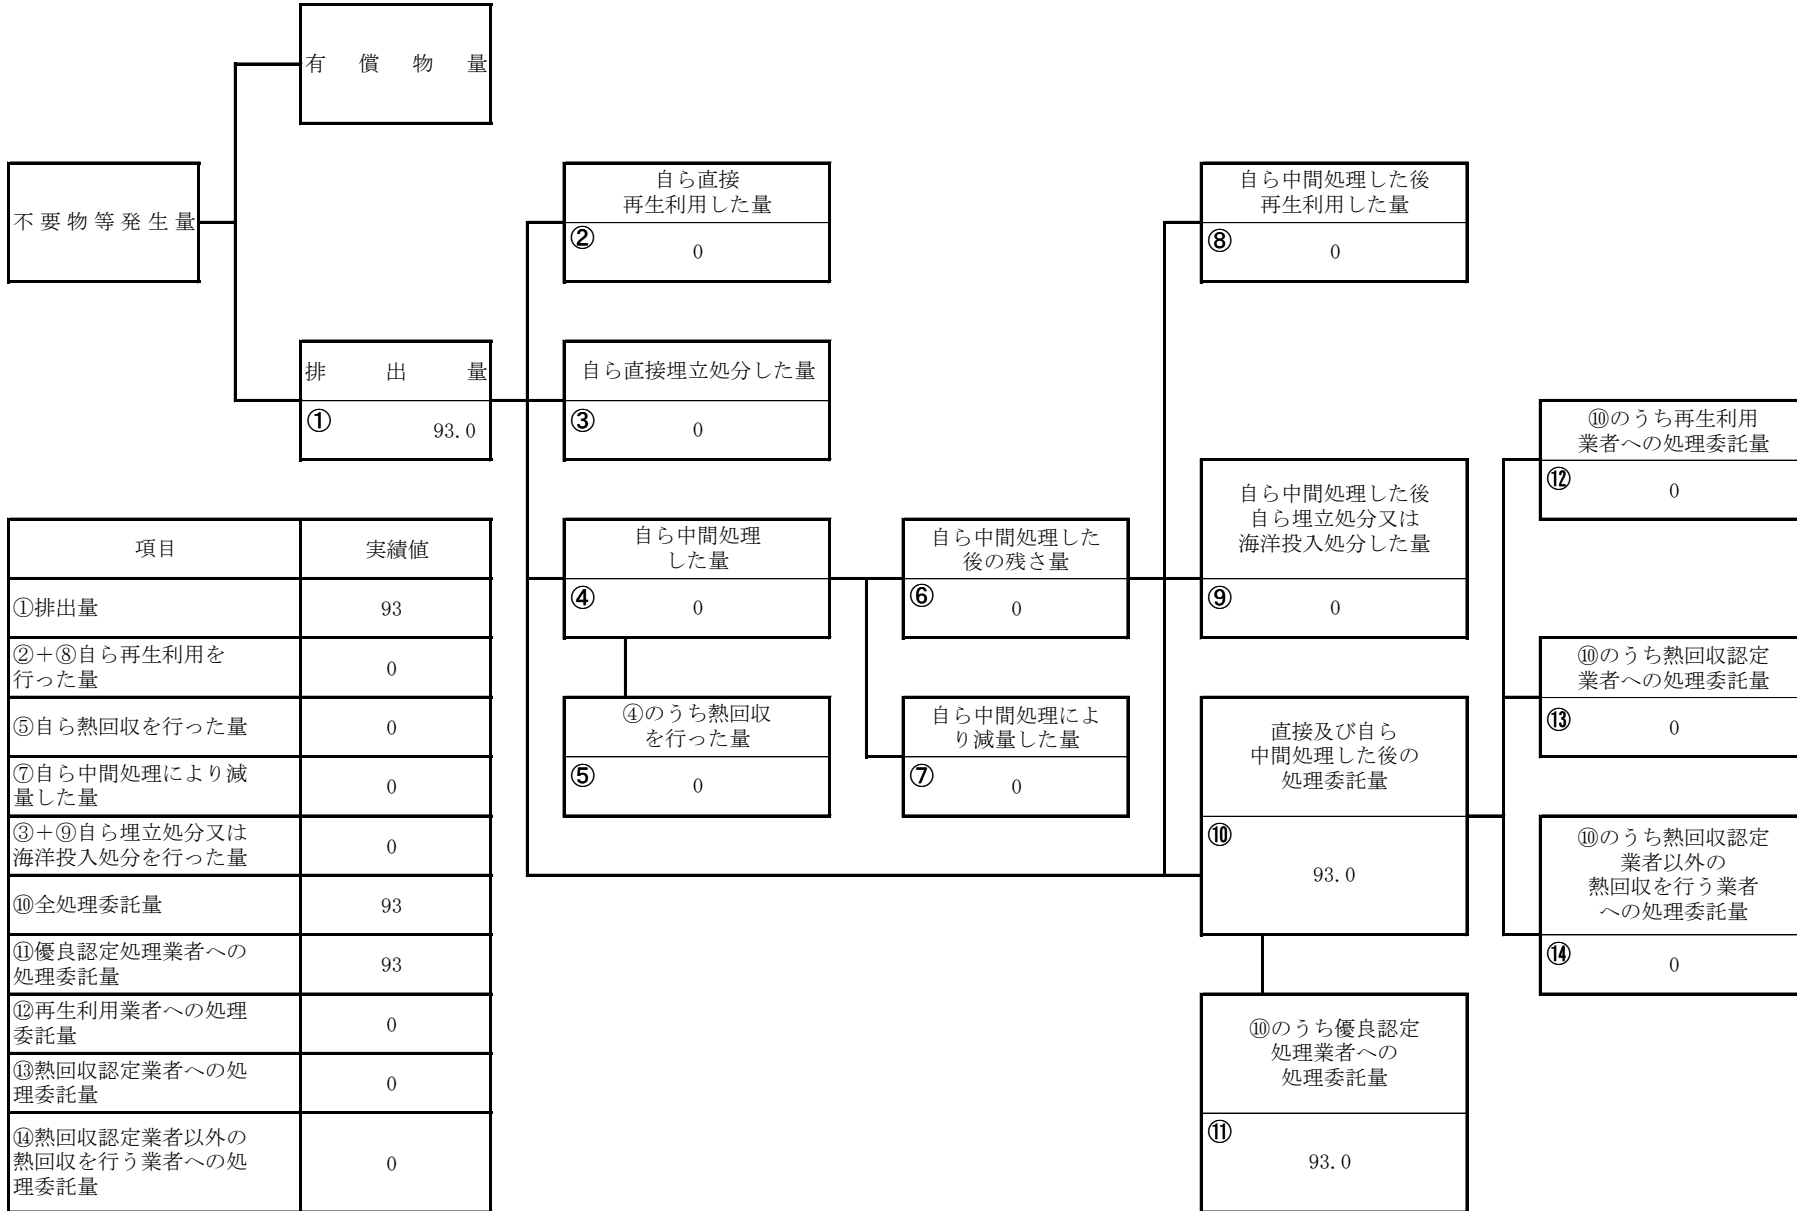 有償物量
不要物等発生量
自ら直接
再生利用した量
②
0
自ら中間処理した後
再生利用した量
⑧
0
排出量
①
93.0
自ら直接埋立処分した量
③
0
⑩のうち再生利用
業者への処理委託量
⑫
0
自ら中間処理
した量
④
0
自ら中間処理した
後の残さ量
⑥
0
自ら中間処理した後
自ら埋立処分又は
海洋投入処分した量
⑨
0
⑩のうち熱回収認定
業者への処理委託量
⑬
0
④のうち熱回収
を行った量
⑤
0
自ら中間処理によ
り減量した量
⑦
0
直接及び自ら
中間処理した後の
処理委託量
⑩
93.0
⑩のうち熱回収認定
業者以外の
熱回収を行う業者
への処理委託量
⑭
0
⑩のうち優良認定
処理業者への
処理委託量
⑪
93.0
項目 実績値
①排出量 93
②+⑧自ら再生利用を
行った量 0
⑤自ら熱回収を行った量 0
⑦自ら中間処理により減
量した量 0
③+⑨自ら埋立処分又は
海洋投入処分を行った量 0
⑩全処理委託量 93
⑪優良認定処理業者への
処理委託量 93
⑫再生利用業者への処理
委託量 0
⑬熱回収認定業者への処
理委託量 0
⑭熱回収認定業者以外の
熱回収を行う業者への処
理委託量 0